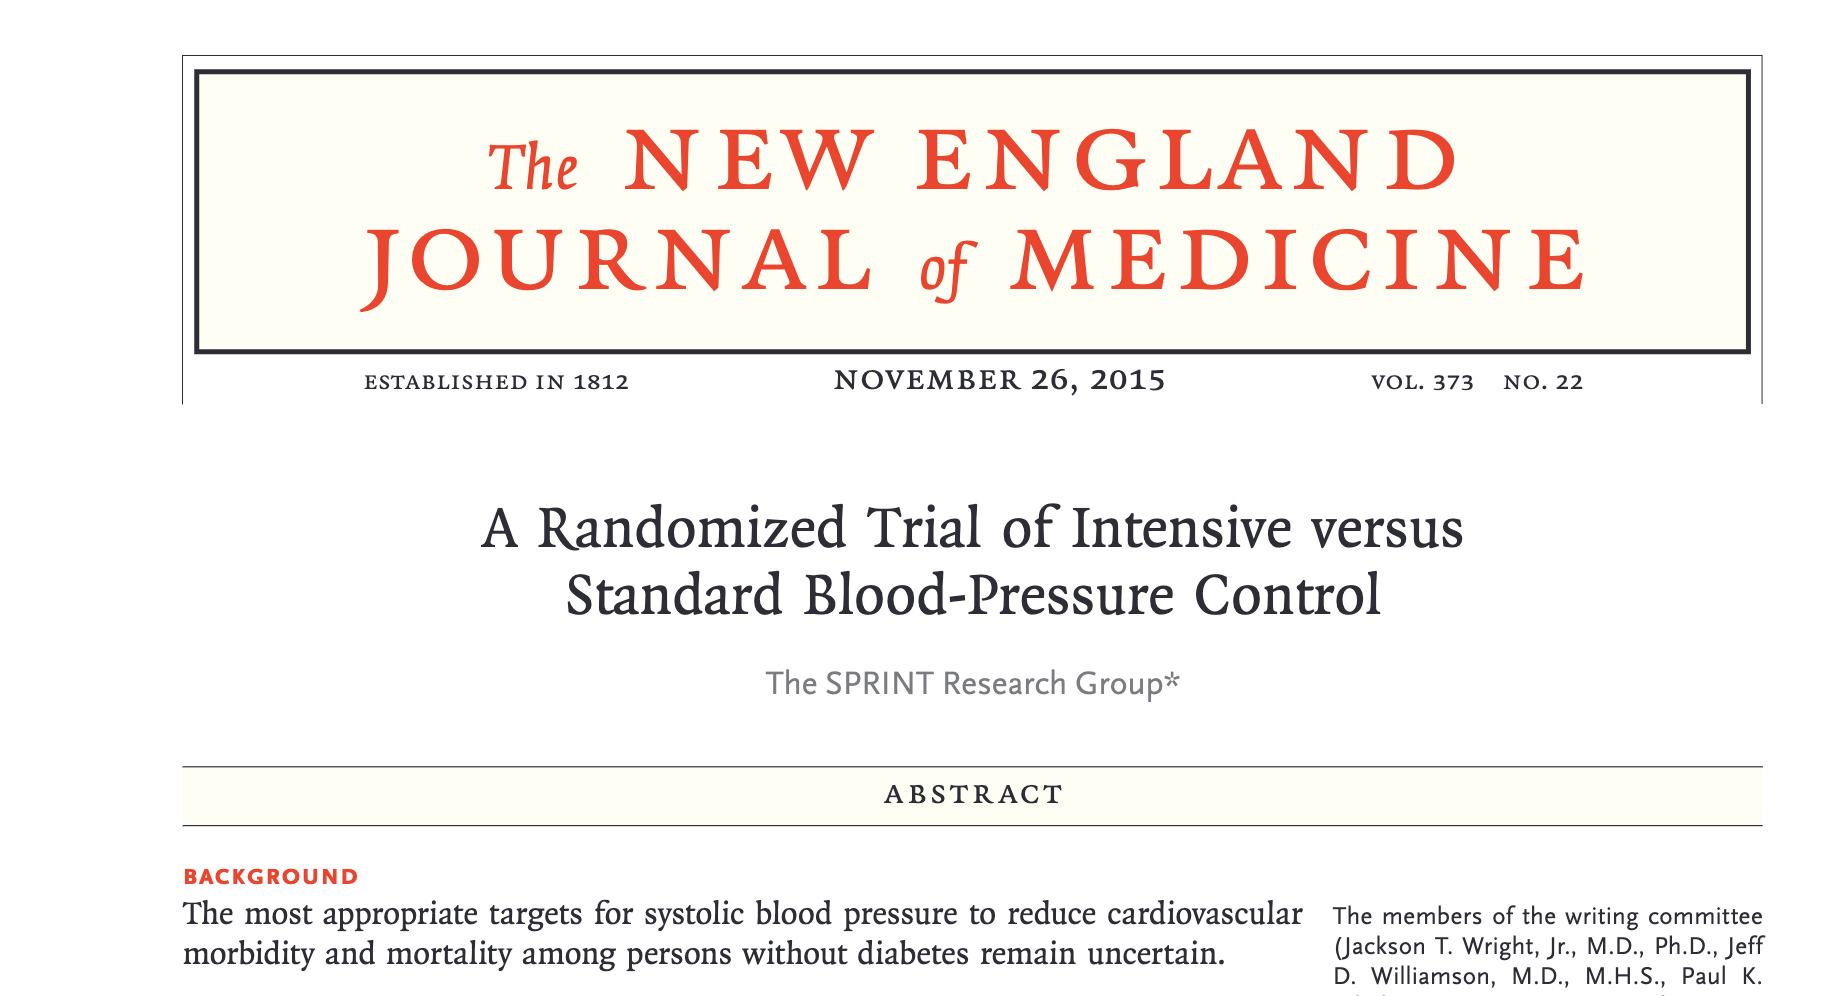 The NEW ENGLAND
JOURNAL of MEDICINE
ESTABLISHED IN 1812 NOVEMBER 26, 2015 VOL. 373 NO. 22
A Randomized Trial of Intensive versus
Standard Blood-Pressure Control
The SPRINT Research Group*
ABSTRACT
BACKGROUND
The most appropriate targets for systolic blood pressure to reduce cardiovascular
morbidity and mortality among persons without diabetes remain uncertain.
The members of the writing committee
(Jackson T. Wright, Jr., M.D., Ph.D., Jeff
D. Williamson, M.D., M.H.S., Paul K.